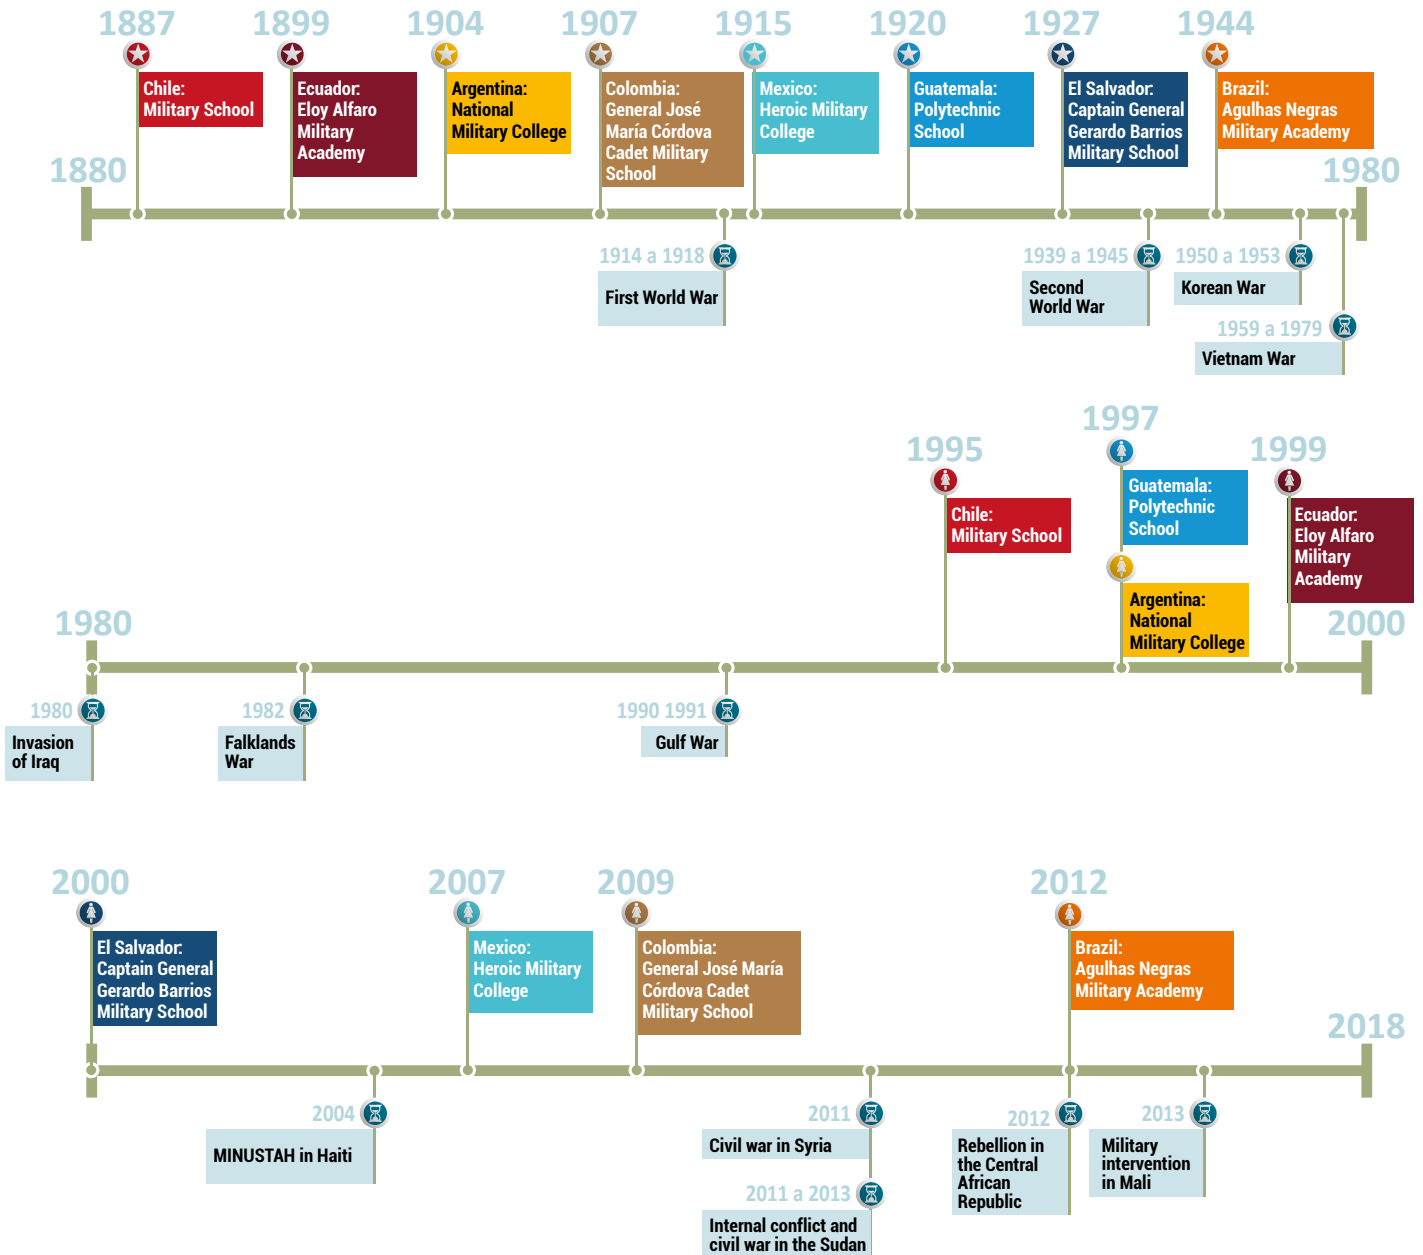 1887
1899
1904
1907
1915
1920
1927
1944
Chile:
Military School
Ecuador:
Eloy Alfaro
Military
Academy
Argentina:
National
Military College
Colombia:
General José
María Córdova
Cadet Military
School
Mexico:
Heroic Military
College
Guatemala:
Polytechnic
School
El Salvador:
Captain General
Gerardo Barrios
Military School
Brazil:
Agulhas Negras
Military Academy
1880
1980
1914 a 1918
First World War
1939 a 1945
Second
World War
1950 a 1953
Korean War
1959 a 1979
Vietnam War
1995
1997
1999
Chile:
Military School
Guatemala:
Polytechnic
School
Argentina:
National
Military College
Ecuador:
Eloy Alfaro
Military
Academy
1980
2000
1980
Invasion
of Iraq
1982
Falklands
War
1990 1991
Gulf War
2000
2007
2009
2012
El Salvador:
Captain General
Gerardo Barrios
Military School
Mexico:
Heroic Military
College
Colombia:
General José María
Córdova Cadet
Military School
Brazil:
Agulhas Negras
Military Academy
2018
2004
MINUSTAH in Haiti
2011
Civil war in Syria
2011 a 2013
Internal conflict and
civil war in the Sudan
2012
Rebellion in
the Central
African
Republic
2013
Military
intervention
in Mali